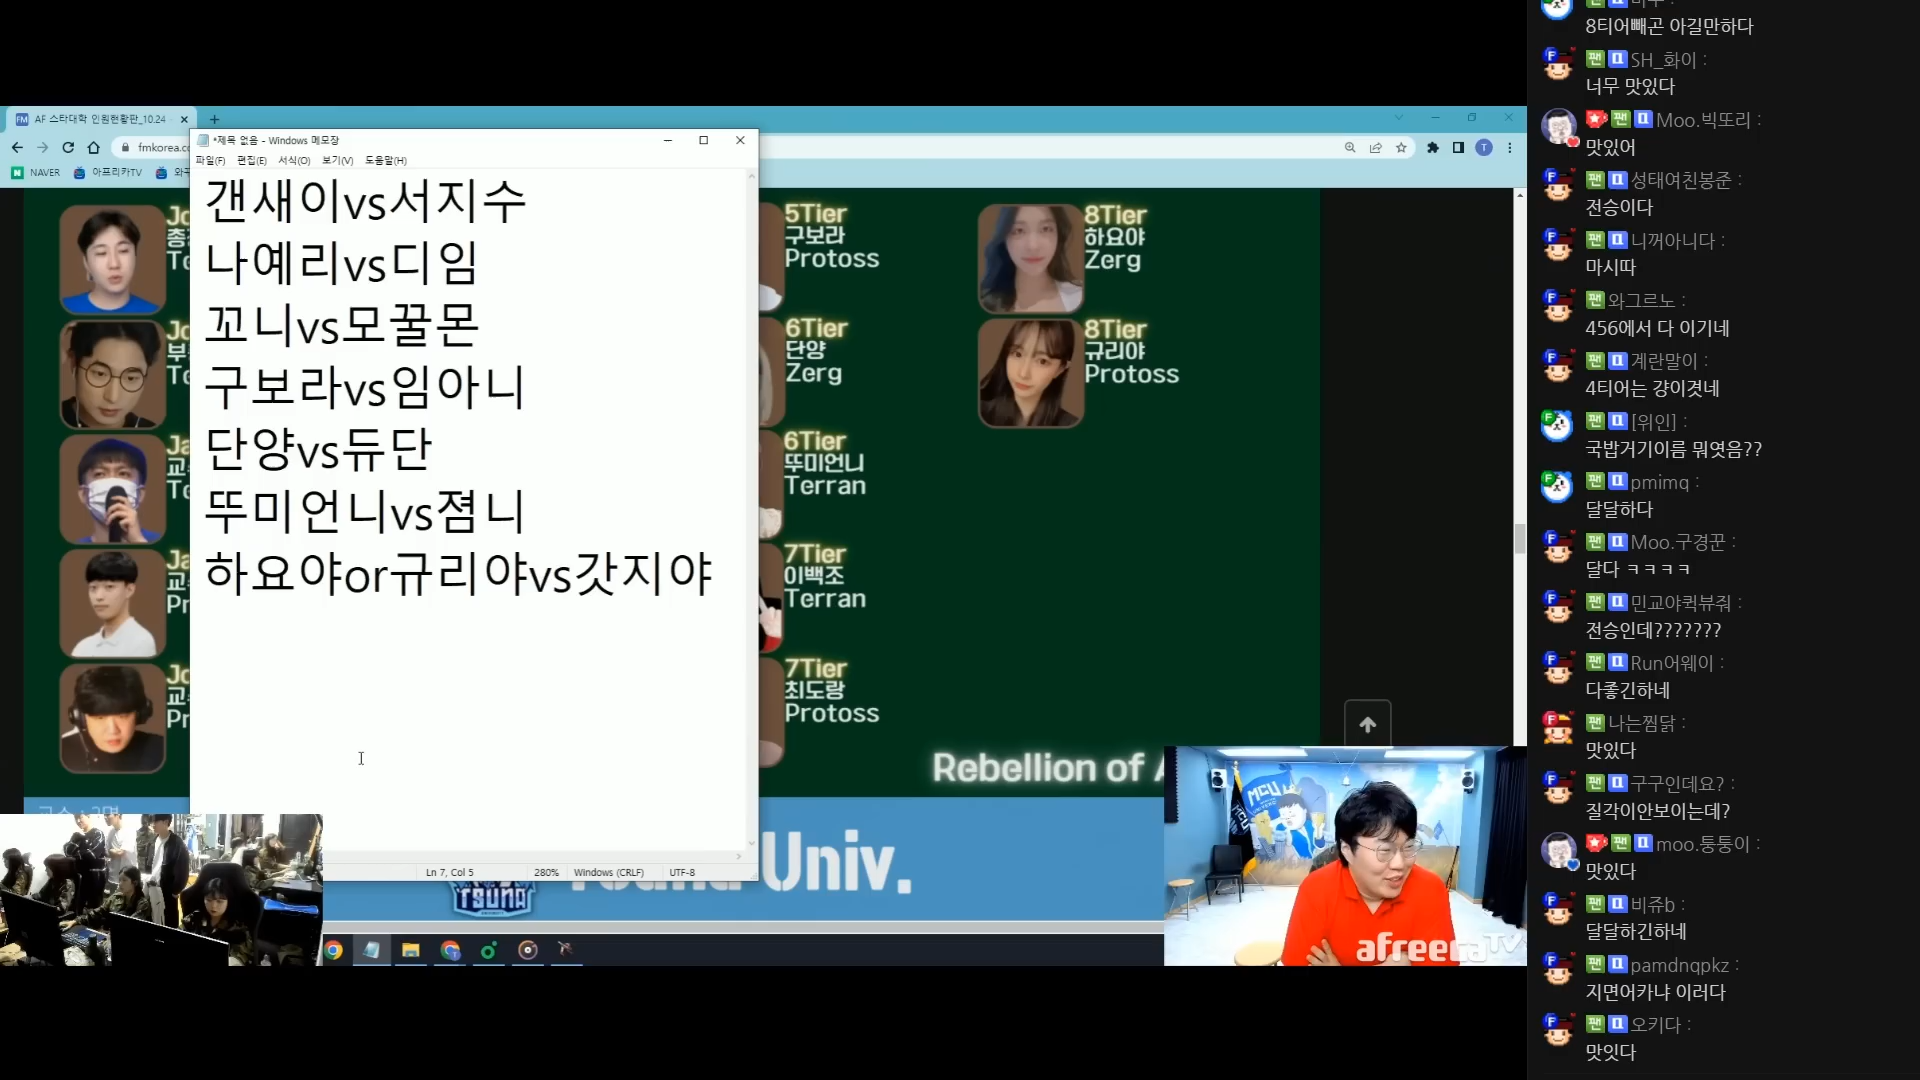 AF 스타대학 인원현황판_10.24
fmkorea.co
NAVER
아프리카TV
*제목 없음 - Windows 메모장
파일(F) 편집(E) 서식(O) 보기(V) 도움말(H)
갠새이vs서지수
나예리vs디임
꼬니vs모꿀몬
구보라vs임아니
단양vs듀단
뚜미언니vs졈니
하요야or규리야vs갓지야
Ln 7, Col 5
280%
Windows (CRLF)
UTF-8
5Tier
구보라
Protoss
6Tier
단양
Zerg
6Tier
뚜미언니
Terran
7Tier
이백조
Terran
7Tier
최도랑
Protoss
8Tier
하요야
Zerg
8Tier
규리야
Protoss
Rebellion of
Univ.
TSUNA
MCU
afreecaTV
8티어빼곤 아길만하다
SH_화이 :
너무 맛있다
Moo.빅또리 :
맛있어
성태여친봉준 :
전승이다
니꺼아니다 :
마시따
와그르노 :
456에서 다 이기네
계란말이 :
4티어는 걍이겻네
[위인] :
국밥거기이름 뭐엿음??
pmimq :
달달하다
Moo.구경꾼 :
달다 ㅋㅋㅋㅋ
민교야퀵뷰줘 :
전승인데???????
Run어웨이 :
다좋긴하네
나는찜닭 :
맛있다
구구인데요? :
질각이안보이는데?
moo.퉁퉁이 :
맛있다
비쥬b :
달달하긴하네
pamdnqpkz :
지면어카냐 이러다
오키다 :
맛잇다